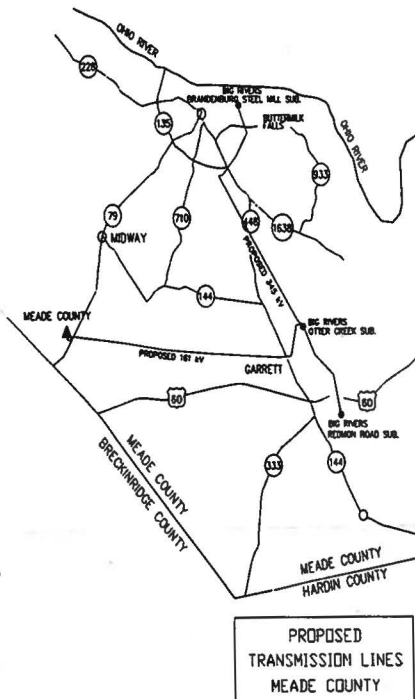 OHIO RIVER
228
BIG RIVERS
BRANDENBURG STEEL MILL SUB.
135
BUTTERMILK
FALLS
OHIO RIVER
933
79
710
448
1638
MIDWAY
PROPOSED 345 kV
144
MEADE COUNTY
BIG RIVERS
OTTER CREEK SUB.
PROPOSED 161 kV
GARRETT
60
60
BIG RIVERS
REDMON ROAD SUB.
MEADE COUNTY
BRECKINRIDGE COUNTY
333
144
MEADE COUNTY
HARDIN COUNTY
PROPOSED
TRANSMISSION LINES
MEADE COUNTY